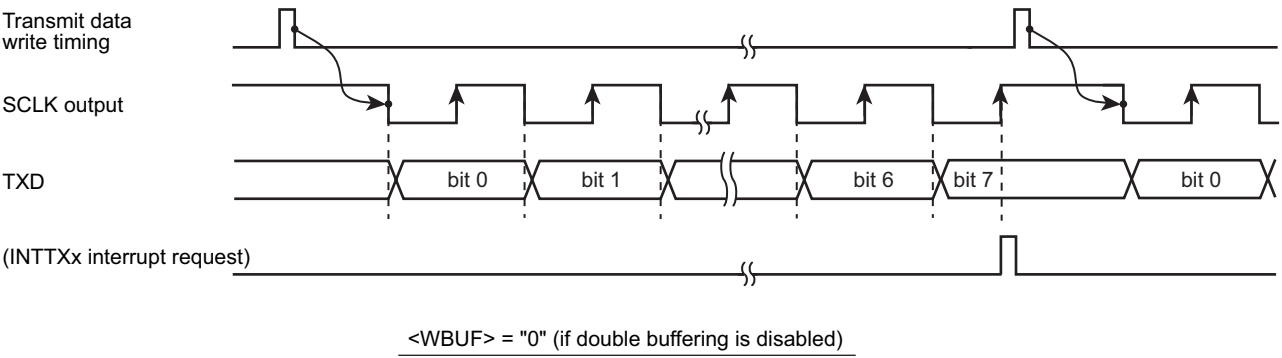 Transmit data
write timing
SCLK output
TXD
bit 0
bit 1
bit 6
bit 7
bit 0
(INTTXx interrupt request)
<WBUF> = "0" (if double buffering is disabled)